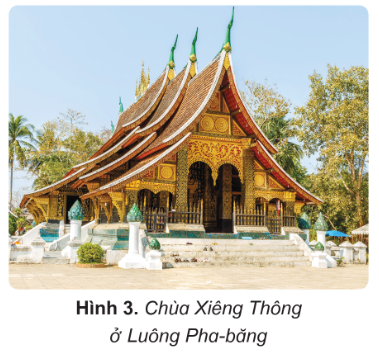 Hình 3. Chùa Xiêng Thông
ở Luông Pha-băng